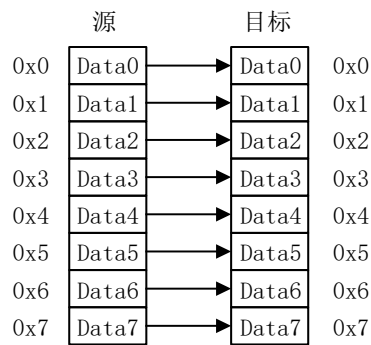 源 目标
0x0 Data0 Data0 0x0
0x1 Data1 Data1 0x1
0x2 Data2 Data2 0x2
0x3 Data3 Data3 0x3
0x4 Data4 Data4 0x4
0x5 Data5 Data5 0x5
0x6 Data6 Data6 0x6
0x7 Data7 Data7 0x7